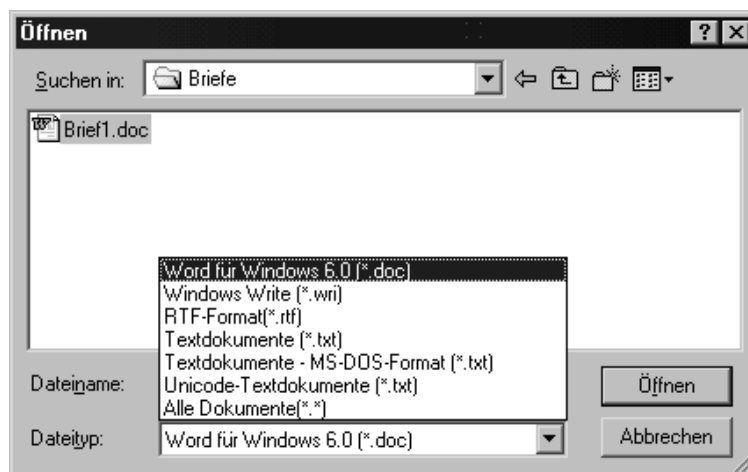 Öffnen
Suchen in: Briefe
Brief1.doc
Word für Windows 6.0 (*.doc)
Windows Write (*.wri)
RTF-Format(*.rtf)
Textdokumente (*.txt)
Textdokumente - MS-DOS-Format (*.txt)
Unicode-Textdokumente (*.txt)
Alle Dokumente(*.*)
Dateiname: Öffnen
Dateityp: Word für Windows 6.0 (*.doc) Abbrechen